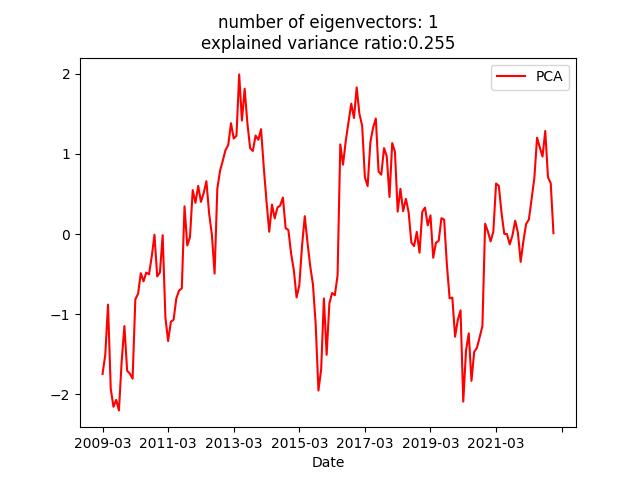 number of eigenvectors: 1
explained variance ratio:0.255
PCA
2
1
0
−1
−2
2009-03 2011-03 2013-03 2015-03 2017-03 2019-03 2021-03
Date